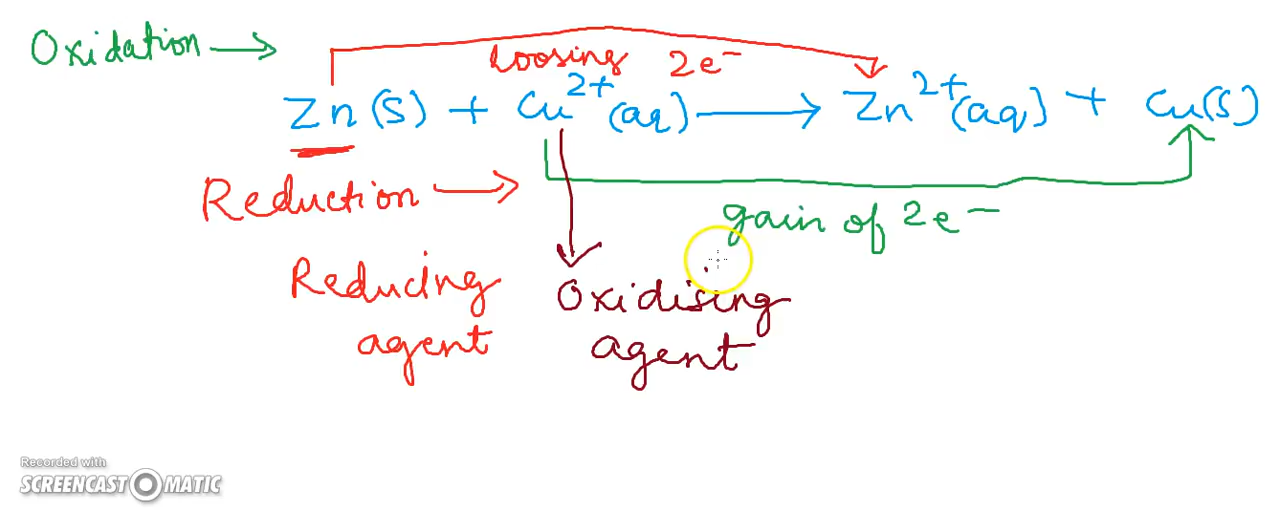 Oxidation →
Loosing 2e⁻
Zn(s) + Cu²⁺(aq) → Zn²⁺(aq) + Cu(s)
Reduction →
gain of 2e⁻
Reducing agent
Oxidising agent
Recorded with
SCREENCAST MATIC